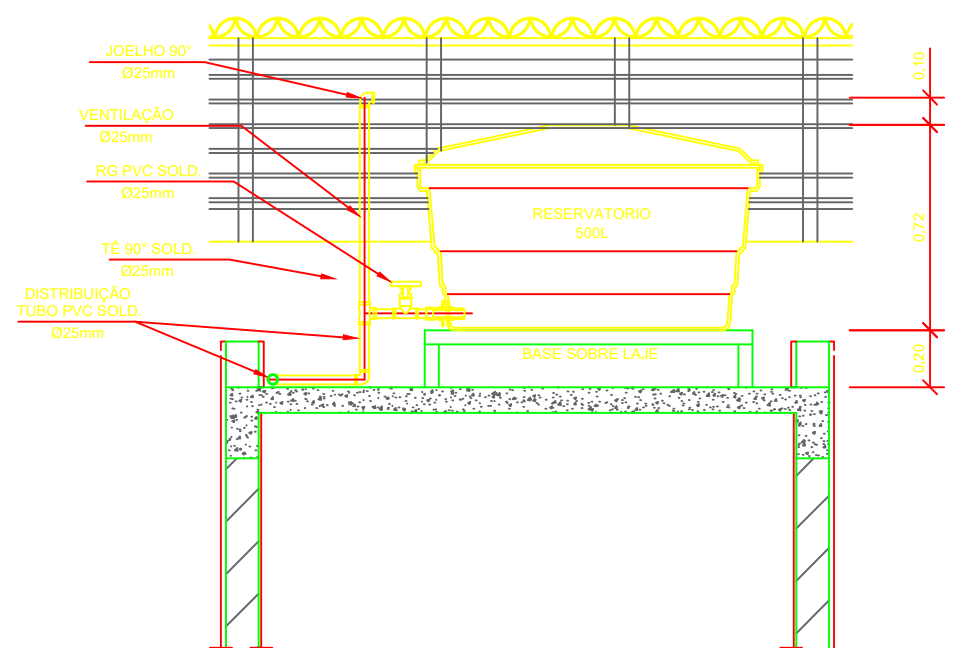 JOELHO 90°
Ø25mm
VENTILAÇÃO
Ø25mm
RG PVC SOLD.
Ø25mm
TÊ 90° SOLD.
Ø25mm
DISTRIBUIÇÃO
TUBO PVC SOLD.
Ø25mm
RESERVATORIO
500L
BASE SOBRE LAJE
0,10
0,72
0,20